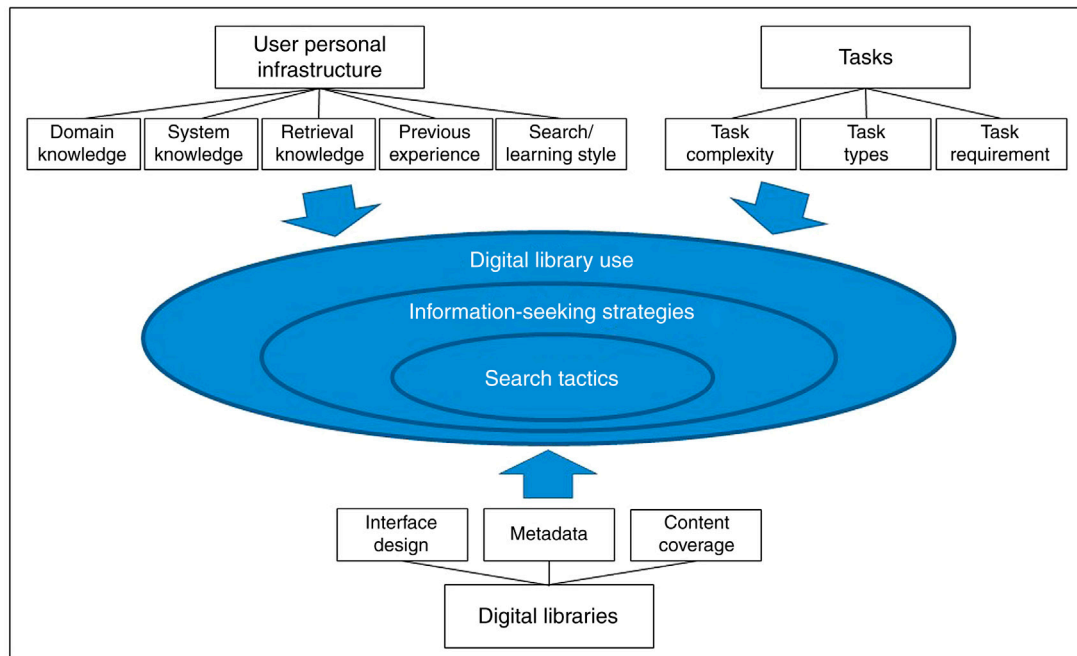 User personal
infrastructure
Tasks
Domain
knowledge
System
knowledge
Retrieval
knowledge
Previous
experience
Search/
learning style
Task
complexity
Task
types
Task
requirement
Digital library use
Information-seeking strategies
Search tactics
Interface
design
Metadata
Content
coverage
Digital libraries